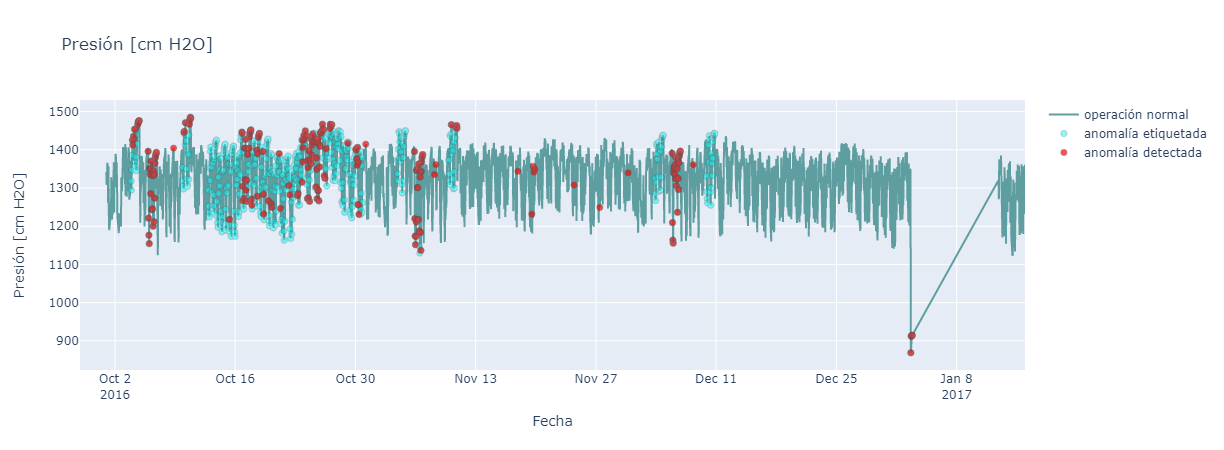 Presión [cm H2O]
Presión [cm H2O]
1500
1400
1300
1200
1100
1000
900
Oct 2
2016
Oct 16
Oct 30
Nov 13
Nov 27
Dec 11
Dec 25
Jan 8
2017
Fecha
operación normal
anomalía etiquetada
anomalía detectada